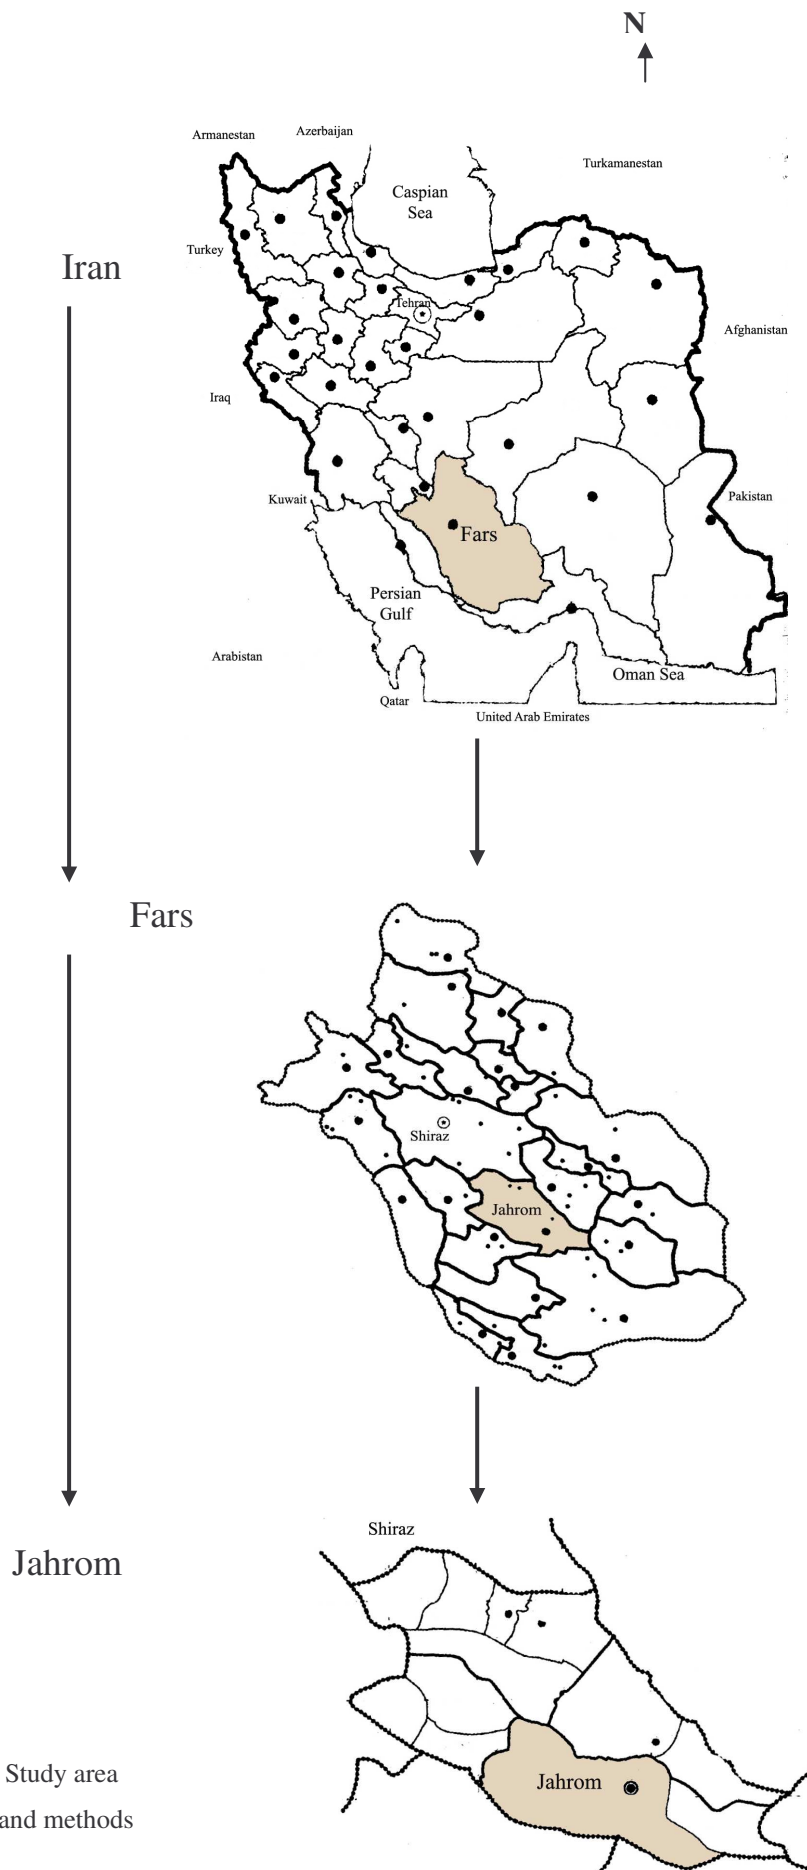 N
Armanestan
Azerbaijan
Turkamanestan
Caspian
Sea
Turkey
Iran
Tehran
Afghanistan
Iraq
Kuwait
Pakistan
Fars
Persian
Gulf
Arabistan
Oman Sea
Qatar
United Arab Emirates
Fars
Shiraz
Jahrom
Shiraz
Jahrom
Study area
Jahrom
and methods